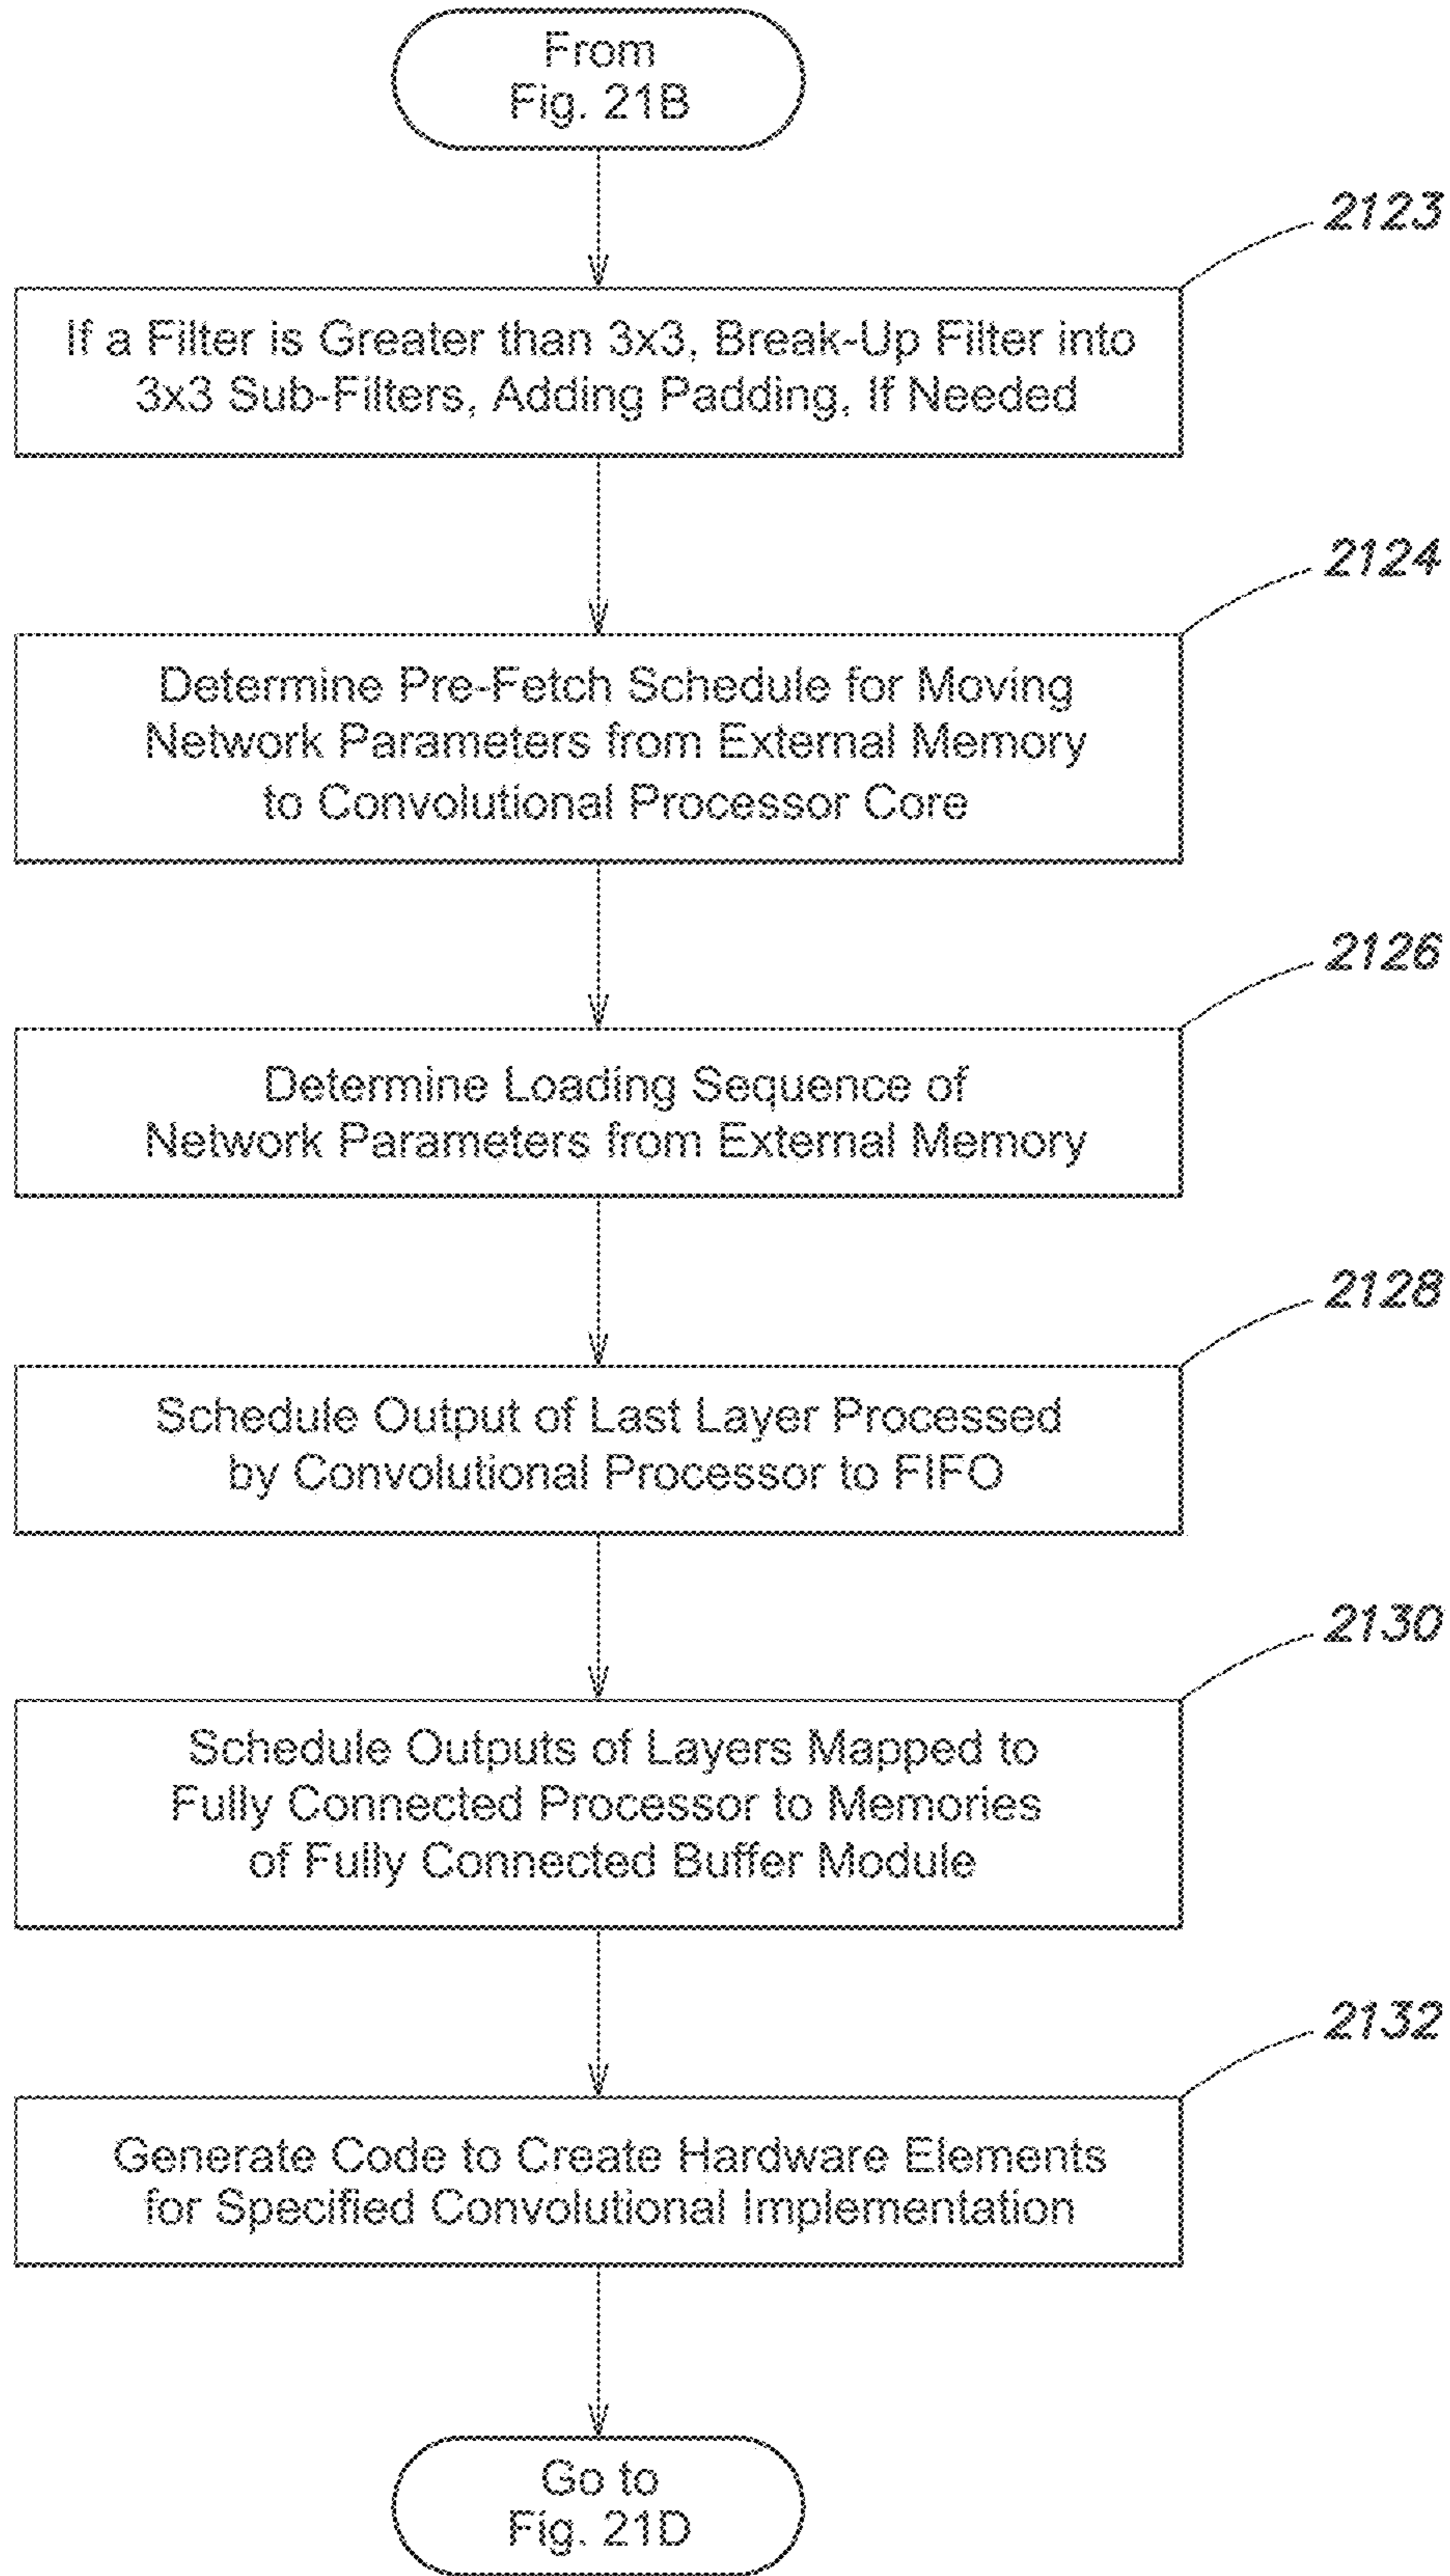 From
Fig. 21B
2123
If a Filter is Greater than 3x3, Break-Up Filter into
3x3 Sub-Filters, Adding Padding, If Needed
2124
Determine Pre-Fetch Schedule for Moving
Network Parameters from External Memory
to Convolutional Processor Core
2126
Determine Loading Sequence of
Network Parameters from External Memory
2128
Schedule Output of Last Layer Processed
by Convolutional Processor to FIFO
2130
Schedule Outputs of Layers Mapped to
Fully Connected Processor to Memories
of Fully Connected Buffer Module
2132
Generate Code to Create Hardware Elements
for Specified Convolutional Implementation
Go to
Fig. 21D